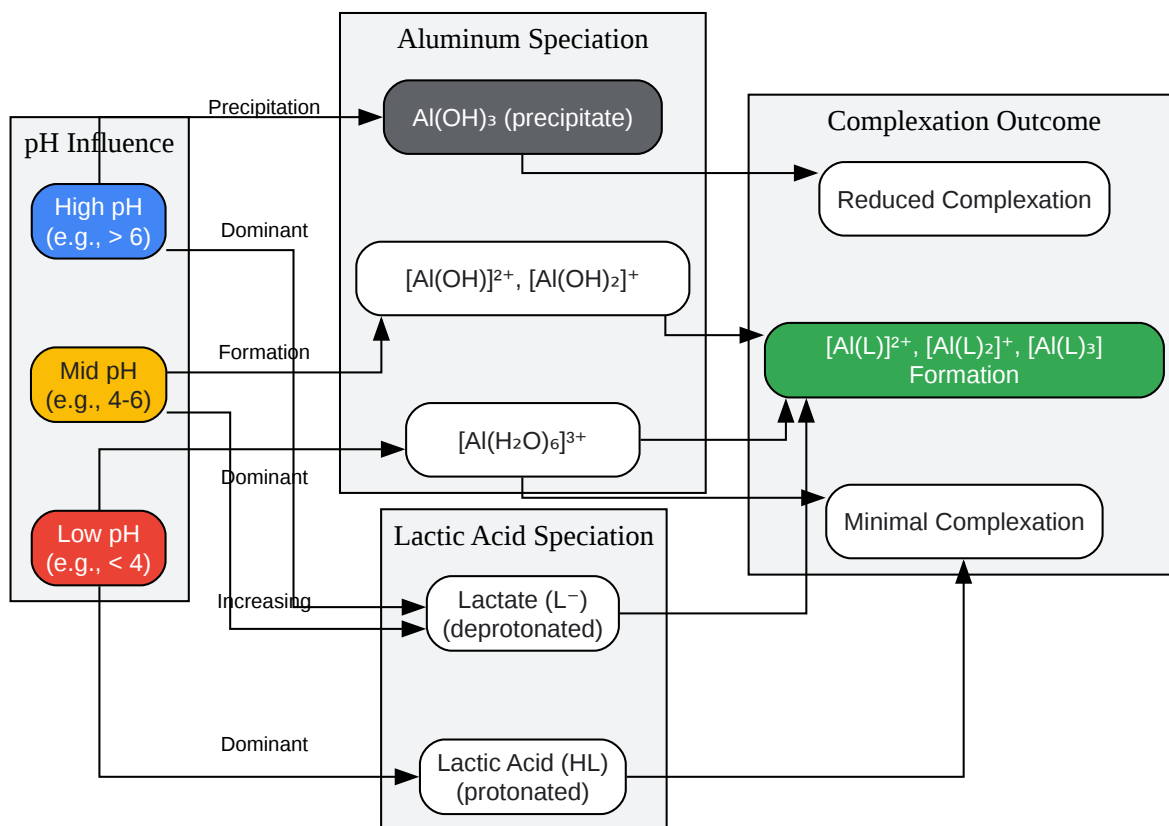 pH Influence
High pH
(e.g., > 6)
Mid pH
(e.g., 4-6)
Low pH
(e.g., < 4)
Precipitation
Dominant
Formation
Dominant
Increasing
Dominant
Aluminum Speciation
Al(OH)₃ (precipitate)
[Al(OH)]²⁺, [Al(OH)₂]⁺
[Al(H₂O)₆]³⁺
Lactic Acid Speciation
Lactate (L⁻)
(deprotonated)
Lactic Acid (HL)
(protonated)
Complexation Outcome
Reduced Complexation
[Al(L)]²⁺, [Al(L)₂]⁺, [Al(L)₃]
Formation
Minimal Complexation